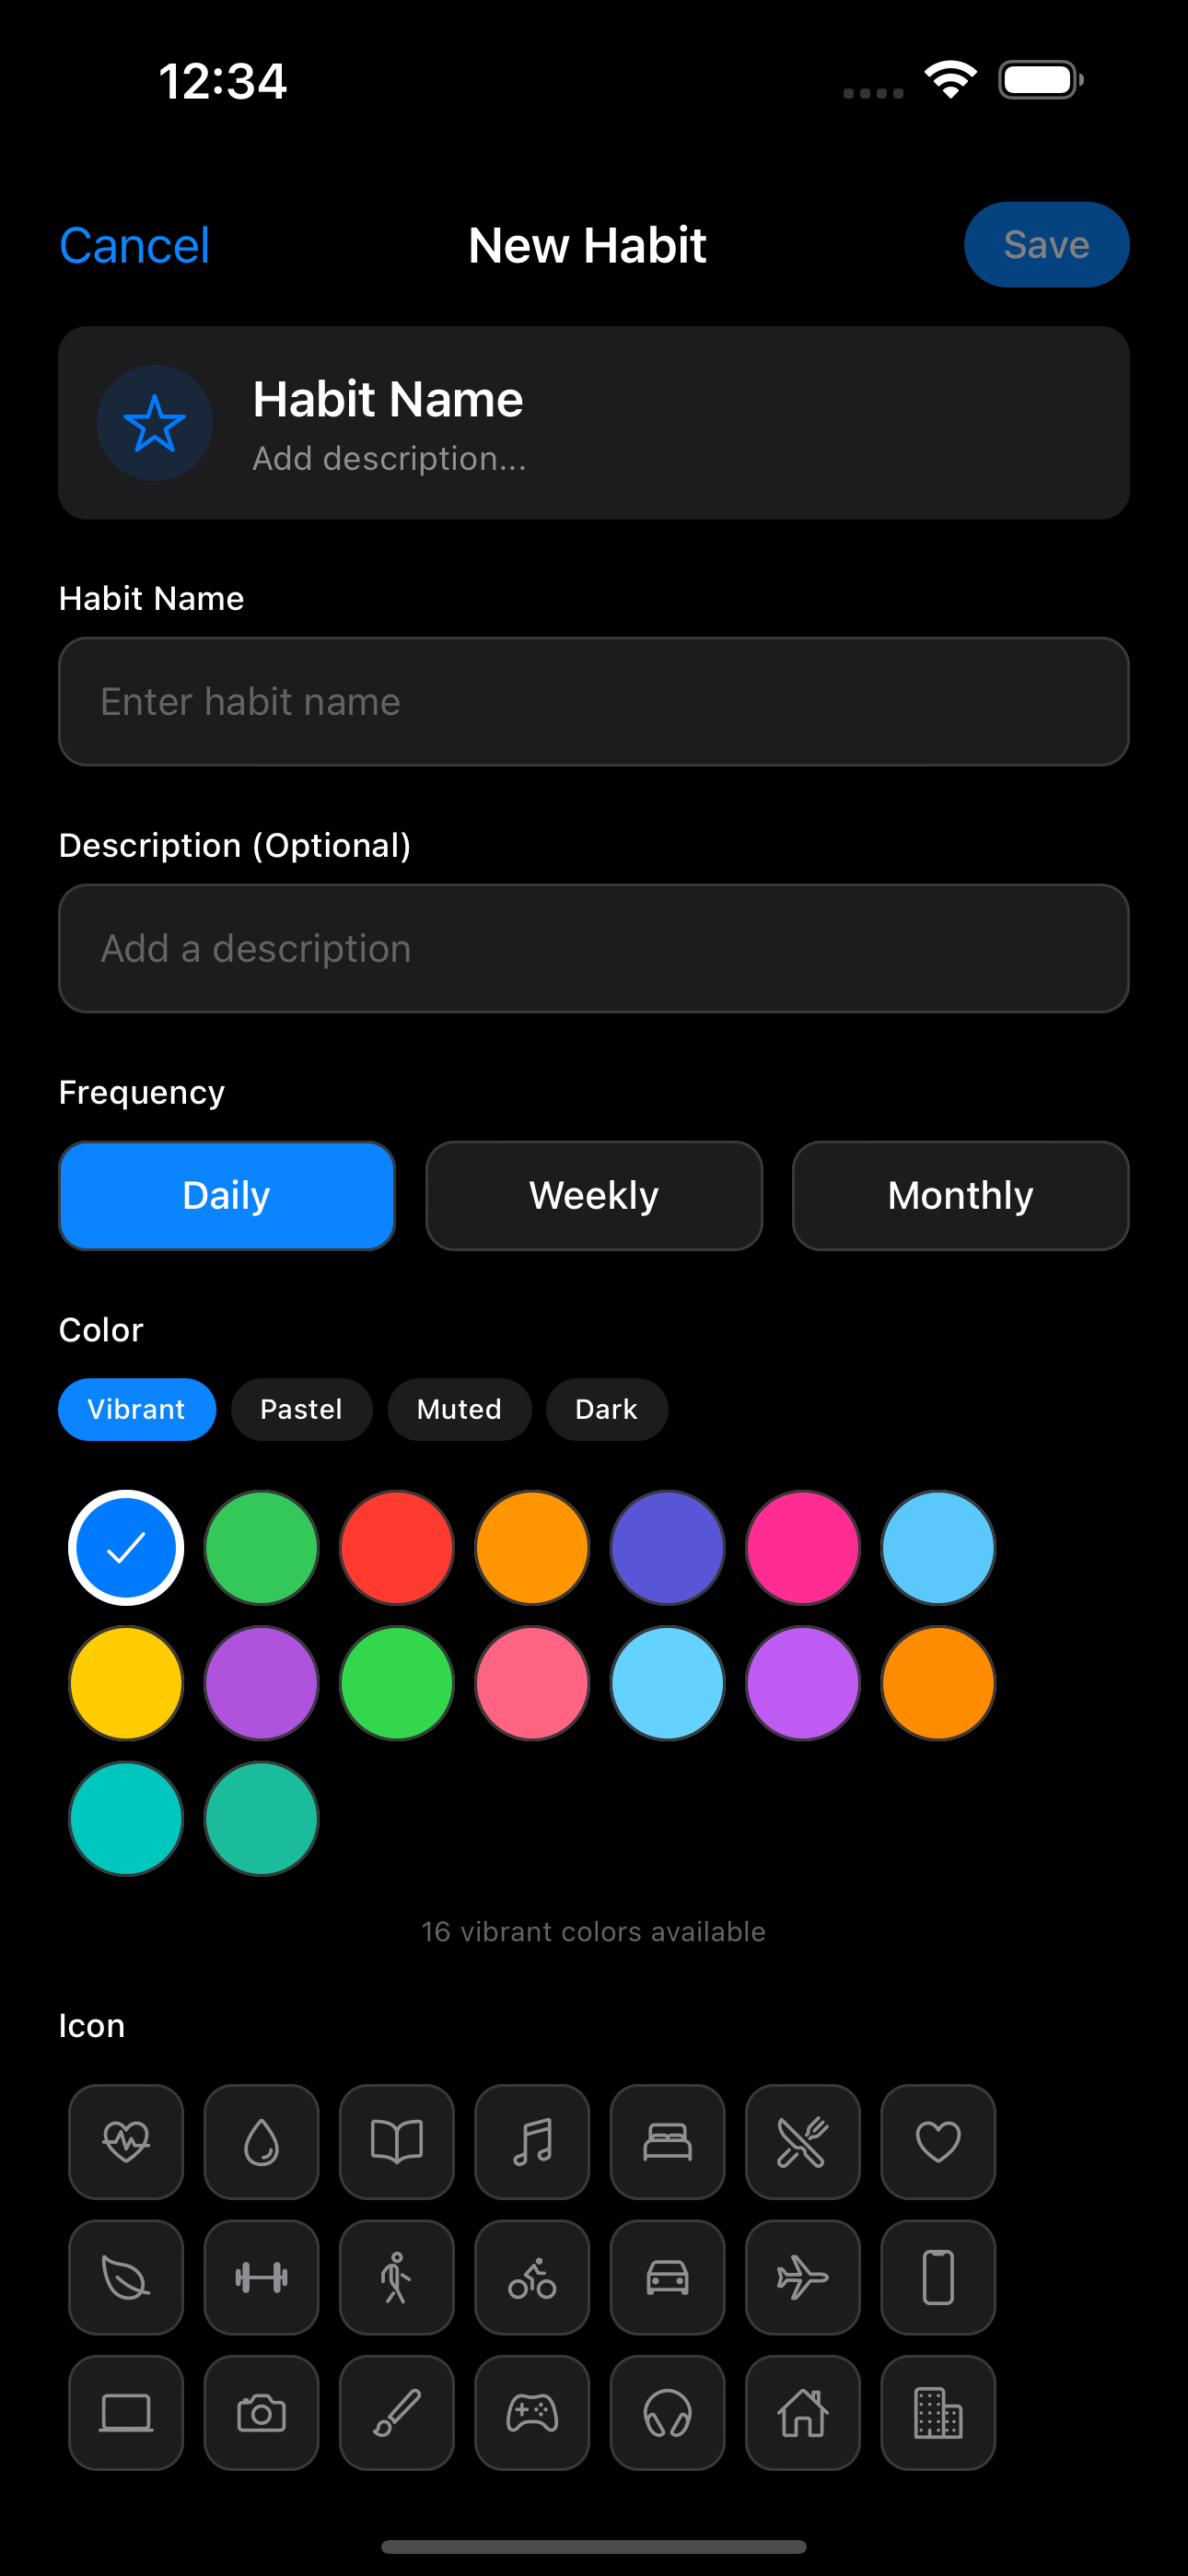 12:34
Cancel
New Habit
Save
Habit Name
Add description...
Habit Name
Enter habit name
Description (Optional)
Add a description
Frequency
Daily
Weekly
Monthly
Color
Vibrant
Pastel
Muted
Dark
16 vibrant colors available
Icon